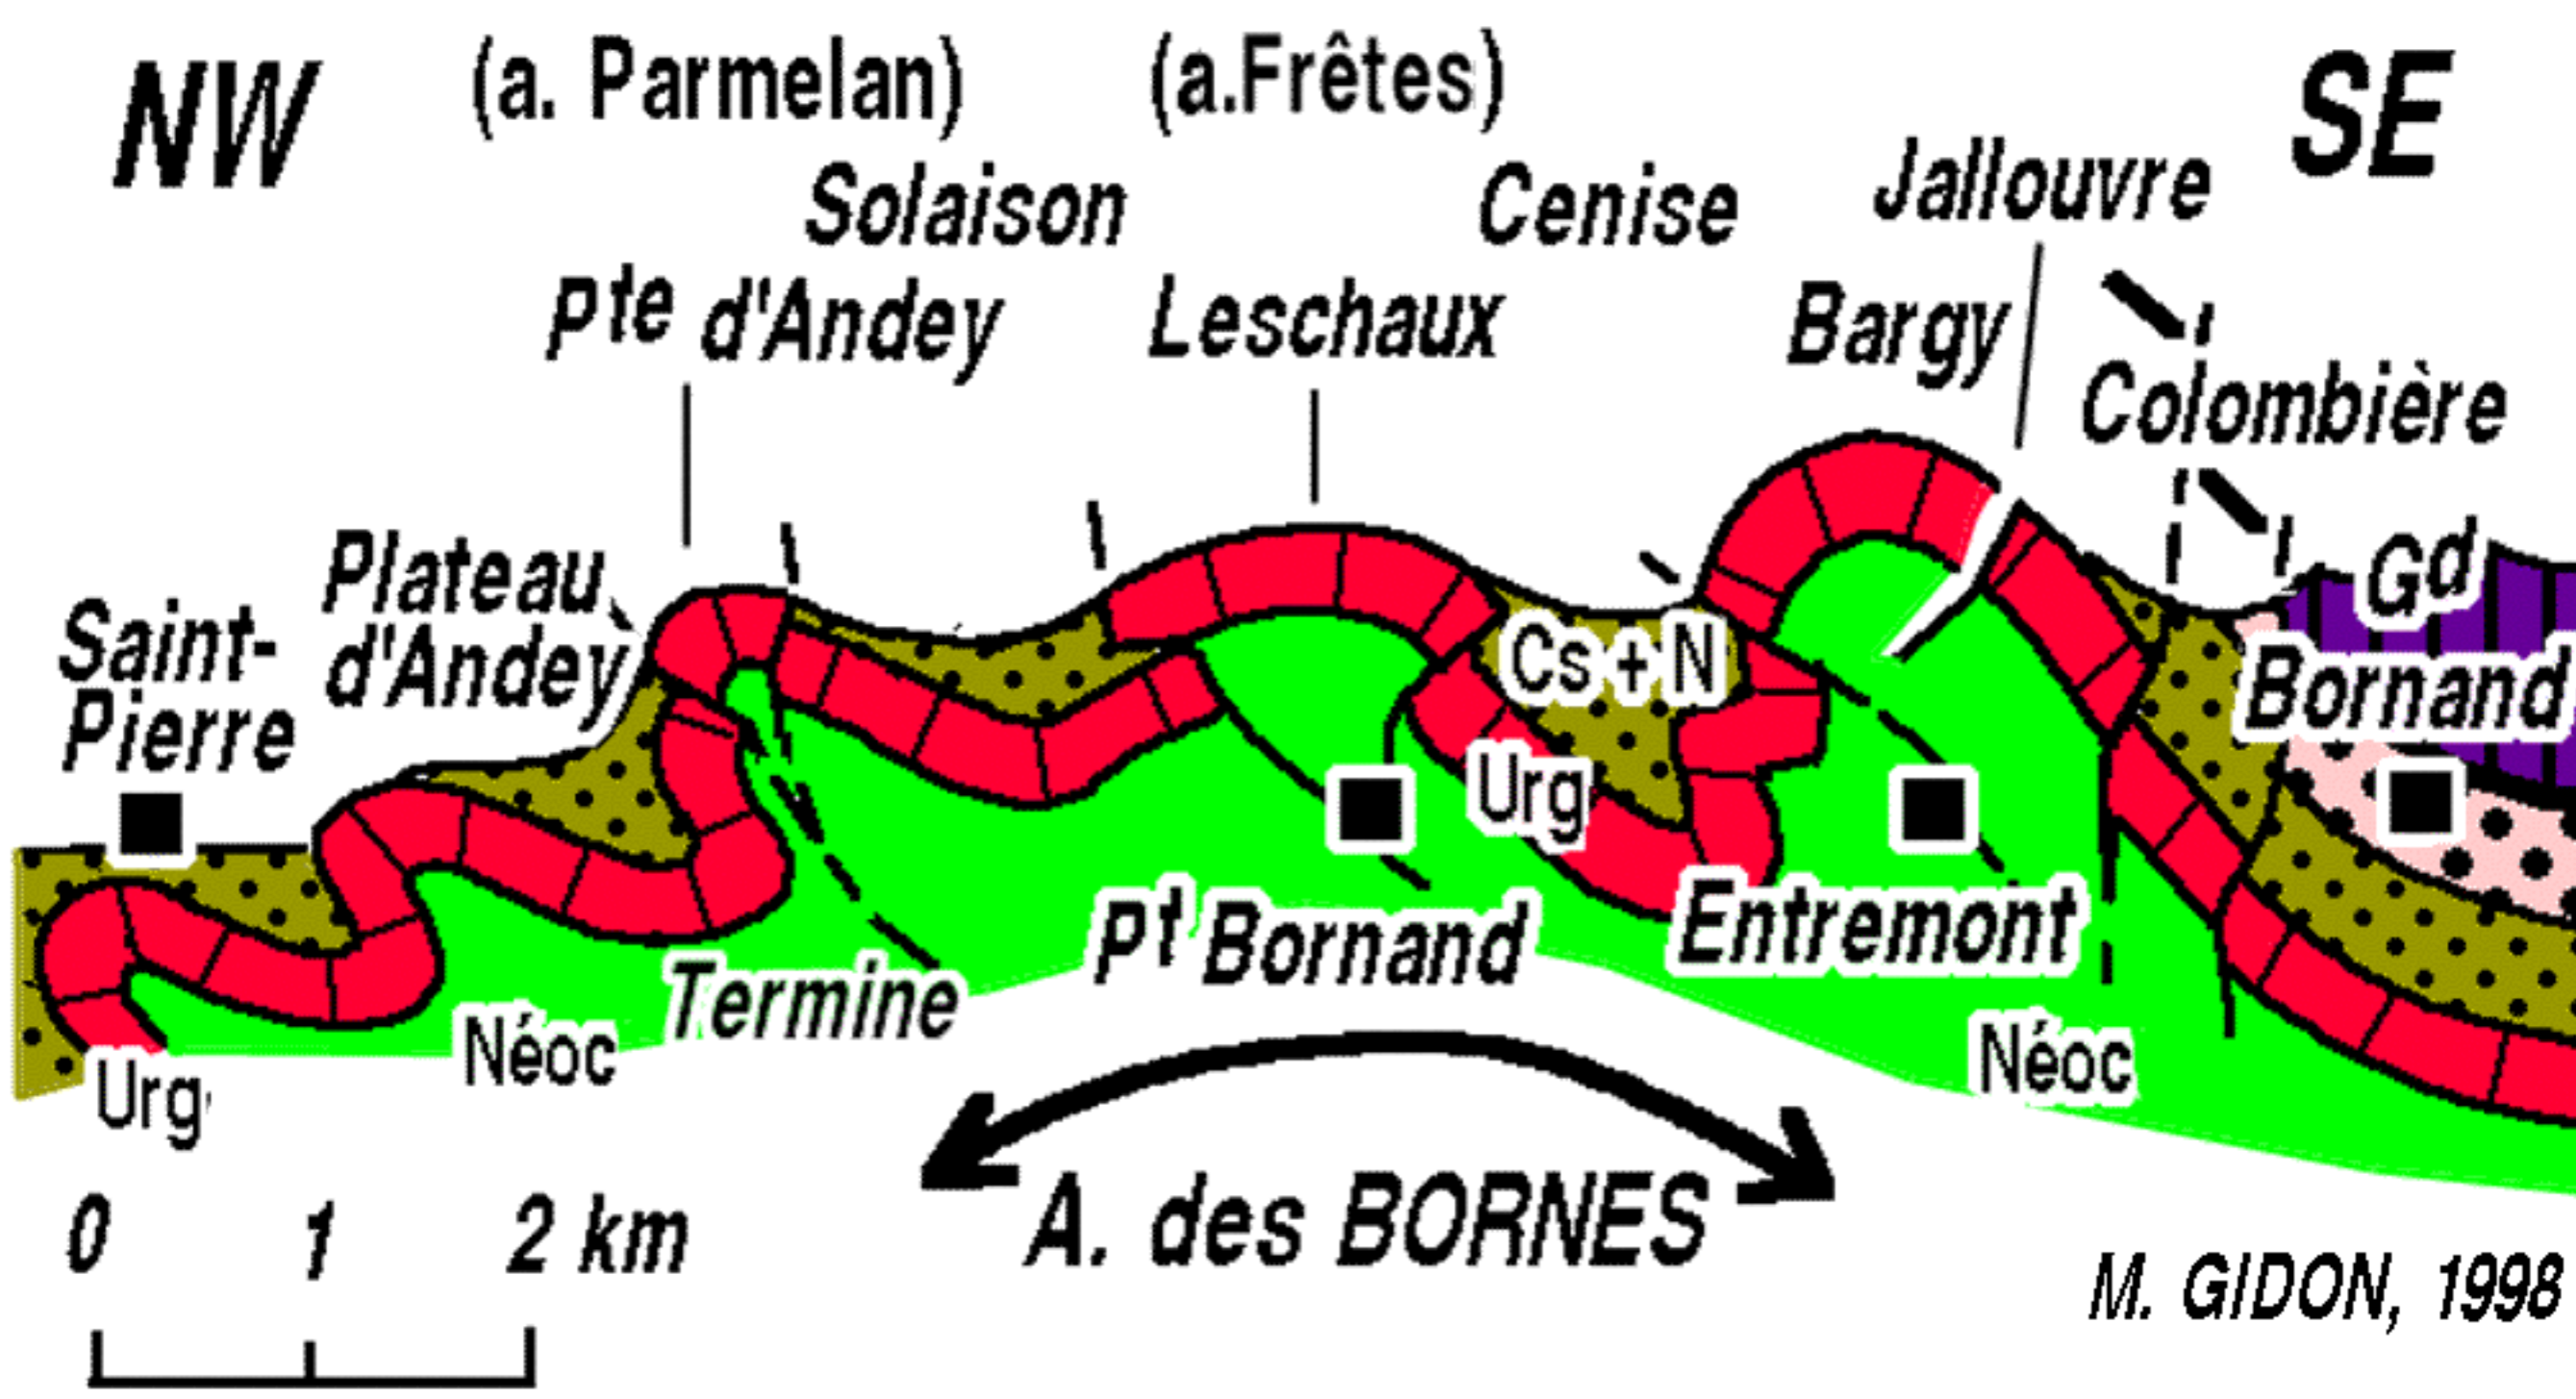 NW
(a. Parmelan)
(a.Frêtes)
SE
Solaison
Cenise
Jallouvre
Pte d'Andey
Leschaux
Bargy
Colombière
Plateau
d'Andey
Saint-
Pierre
Gd
Bornand
Cs + N
Urg
Pt Bornand
Entremont
Termine
Néoc
Néoc
Urg
A. des BORNES
0 1 2 km
M. GIDON, 1998